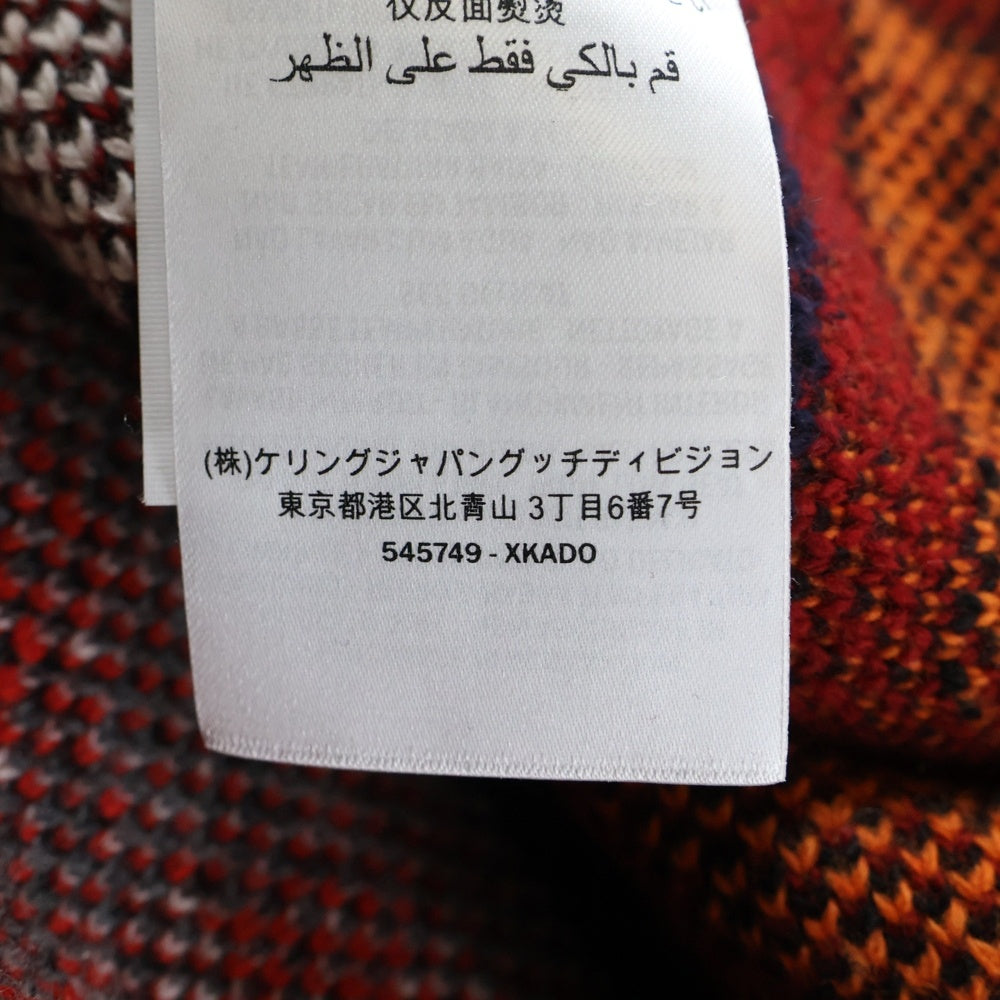 仅反面熨烫
قم بالكي فقط على الظهر
(株)ケリングジャパングッチディビジョン
東京都港区北青山 3丁目6番7号
545749 - XKADO